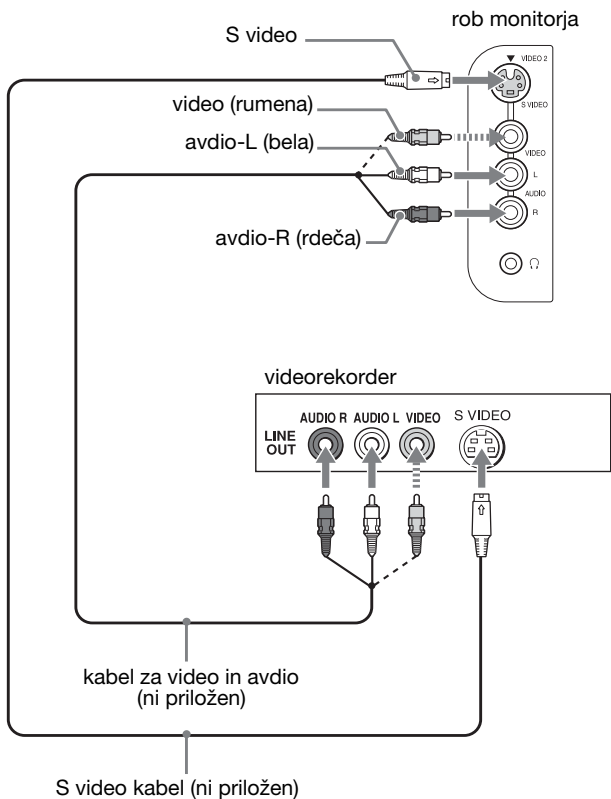 rob monitorja
S video
VIDEO 2
S VIDEO
video (rumena)
VIDEO
avdio-L (bela)
L
AUDIO
R
avdio-R (rdeča)
videorekorder
AUDIO R AUDIO L VIDEO S VIDEO
LINE
OUT
kabel za video in avdio
(ni priložen)
S video kabel (ni priložen)